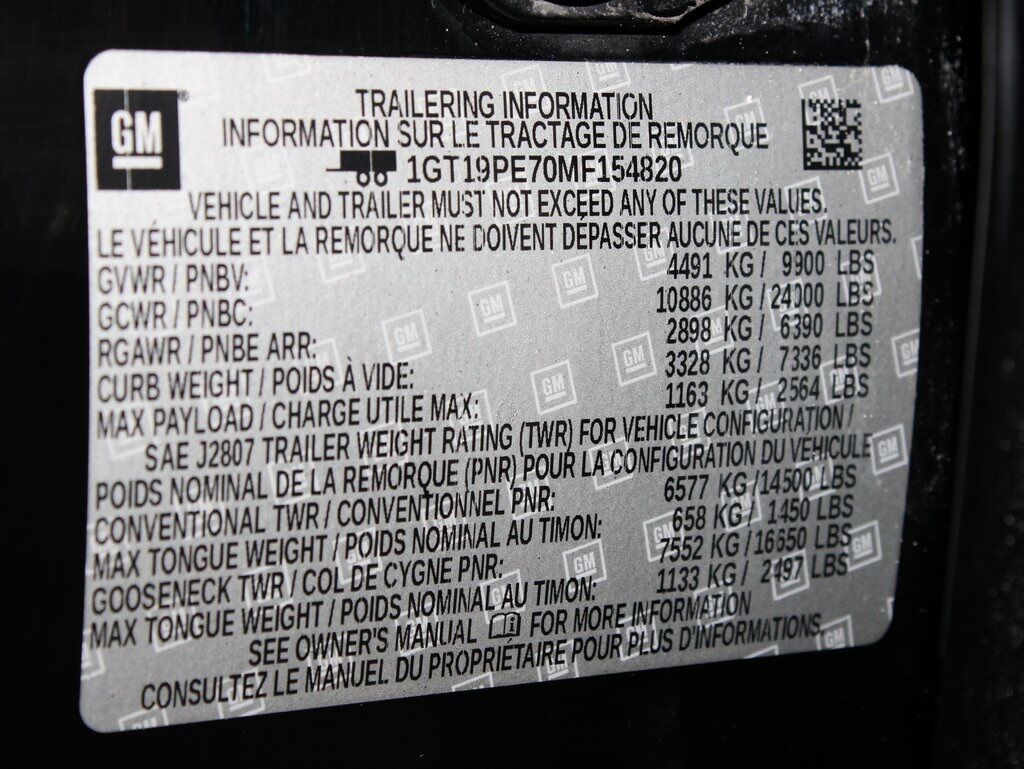 GM
TRAILERING INFORMATION
INFORMATION SUR LE TRACTAGE DE REMORQUE
1GT19PE70MF154820
VEHICLE AND TRAILER MUST NOT EXCEED ANY OF THESE VALUES.
LE VÉHICULE ET LA REMORQUE NE DOIVENT DÉPASSER AUCUNE DE CES VALEURS.
GVWR / PNBV: 4491 KG / 9900 LBS
GCWR / PNBC: 10886 KG / 24000 LBS
RGAWR / PNBE ARR: 2898 KG / 6390 LBS
CURB WEIGHT / POIDS À VIDE: 3328 KG / 7336 LBS
MAX PAYLOAD / CHARGE UTILE MAX: 1163 KG / 2564 LBS
SAE J2807 TRAILER WEIGHT RATING (TWR) FOR VEHICLE CONFIGURATION /
POIDS NOMINAL DE LA REMORQUE (PNR) POUR LA CONFIGURATION DU VEHICULE
CONVENTIONAL TWR / CONVENTIONNEL PNR: 6577 KG /14500 LBS
MAX TONGUE WEIGHT / POIDS NOMINAL AU TIMON: 658 KG / 1450 LBS
GOOSENECK TWR / COL DE CYGNE PNR: 7552 KG /16650 LBS
MAX TONGUE WEIGHT / POIDS NOMINAL AU TIMON: 1133 KG / 2497 LBS
SEE OWNER'S MANUAL FOR MORE INFORMATION
CONSULTEZ LE MANUEL DU PROPRIÉTAIRE POUR PLUS D'INFORMATIONS.